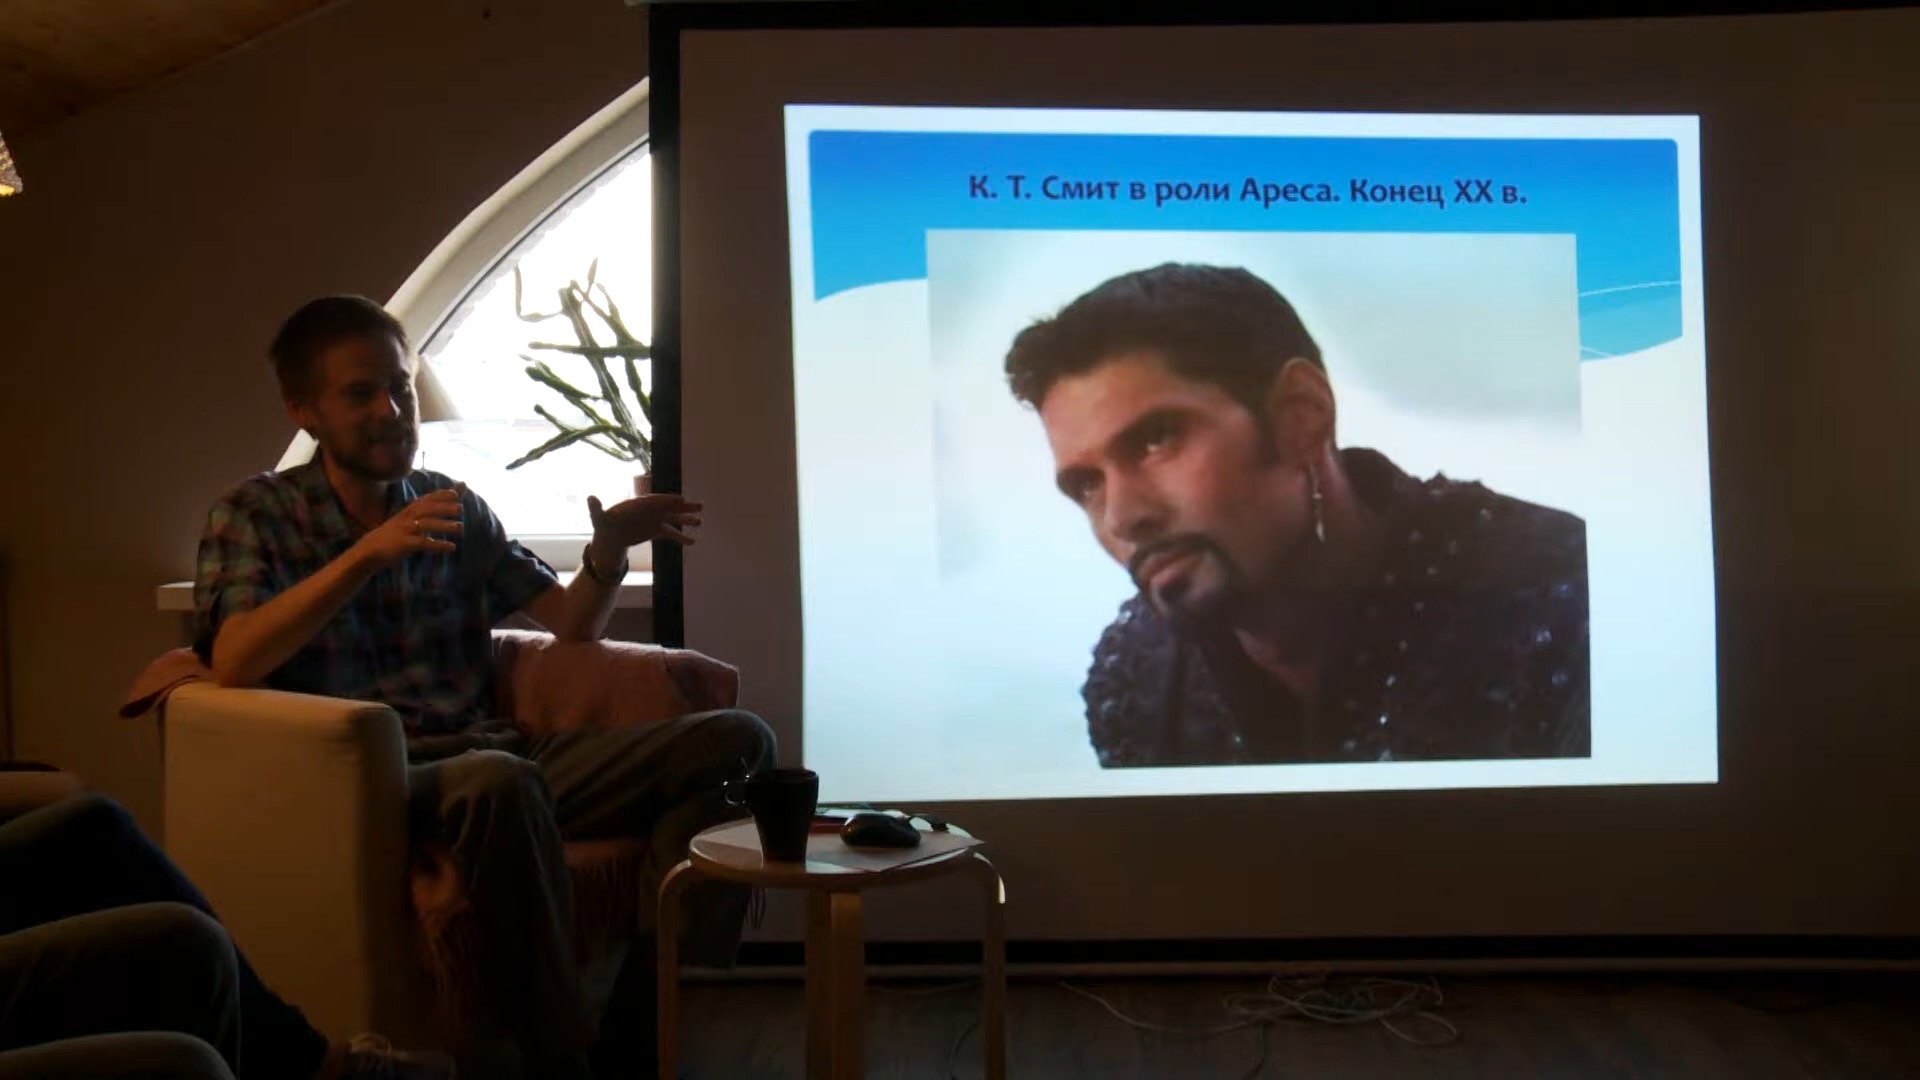 К. Т. Смит в роли Ареса. Конец XX в.